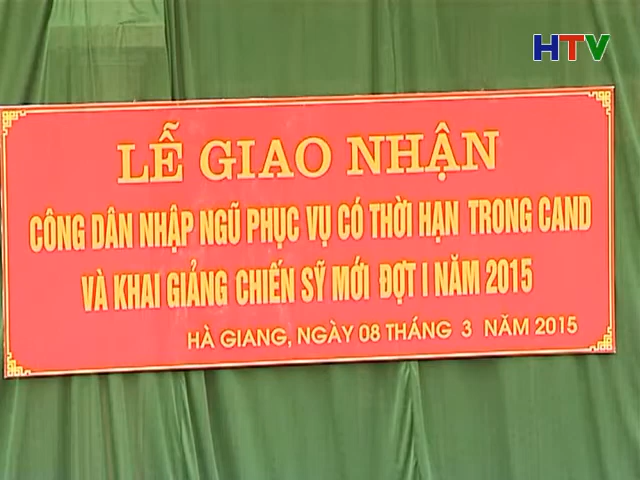 HTV
LỄ GIAO NHẬN
CÔNG DÂN NHẬP NGŨ PHỤC VỤ CÓ THỜI HẠN TRONG CAND
VÀ KHAI GIẢNG CHIẾN SỸ MỚI ĐỢT I NĂM 2015
HÀ GIANG, NGÀY 08 THÁNG 3 NĂM 2015